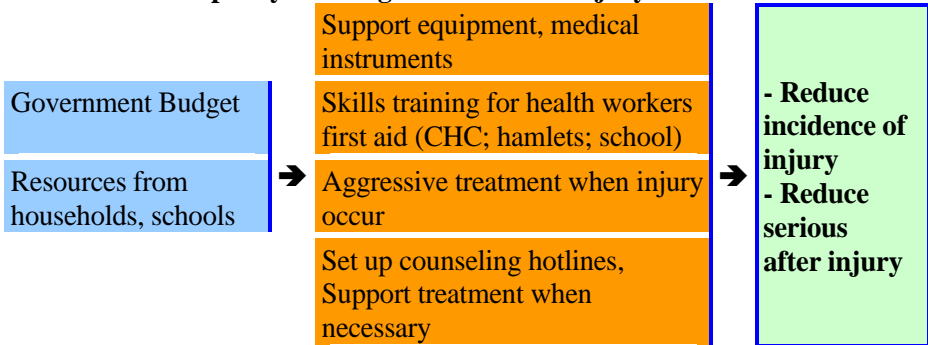 Government Budget
Resources from
households, schools
➔
Support equipment, medical
instruments
Skills training for health workers
first aid (CHC; hamlets; school)
Aggressive treatment when injury
occur
Set up counseling hotlines,
Support treatment when
necessary
➔
- Reduce
incidence of
injury
- Reduce
serious
after injury